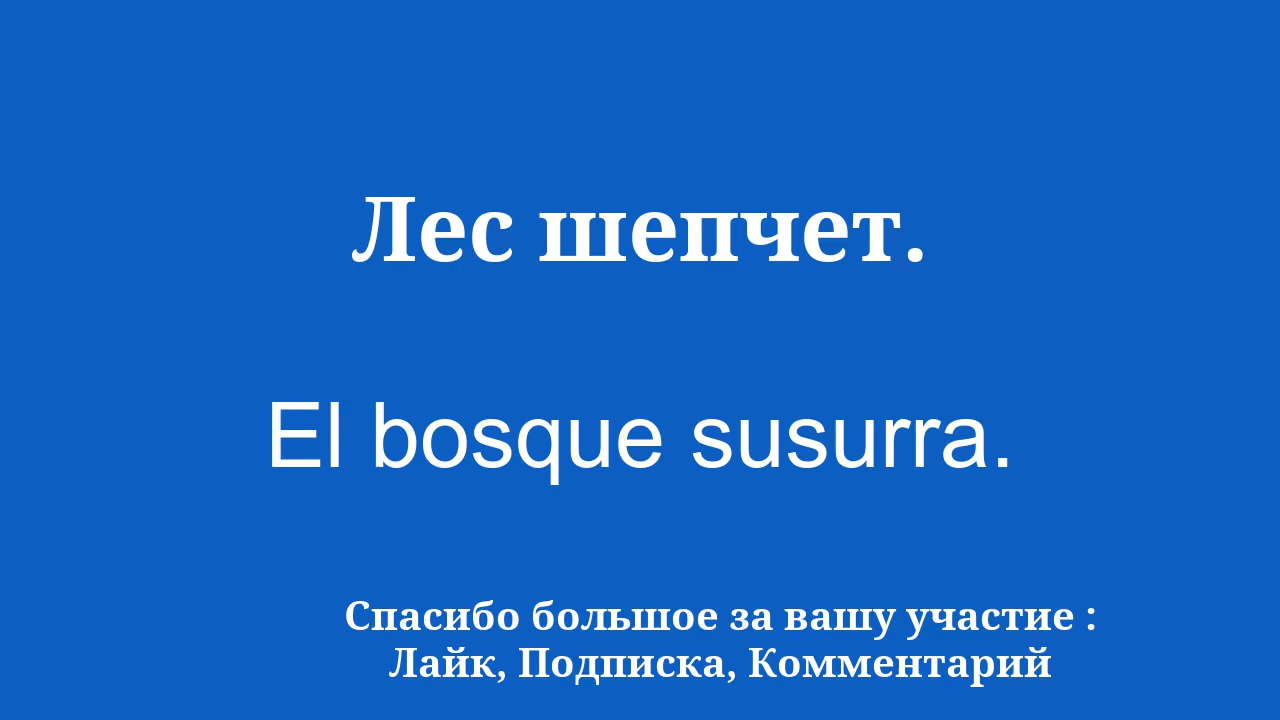 Лес шепчет.
El bosque susurra.
Спасибо большое за вашу участие :
Лайк, Подписка, Комментарий